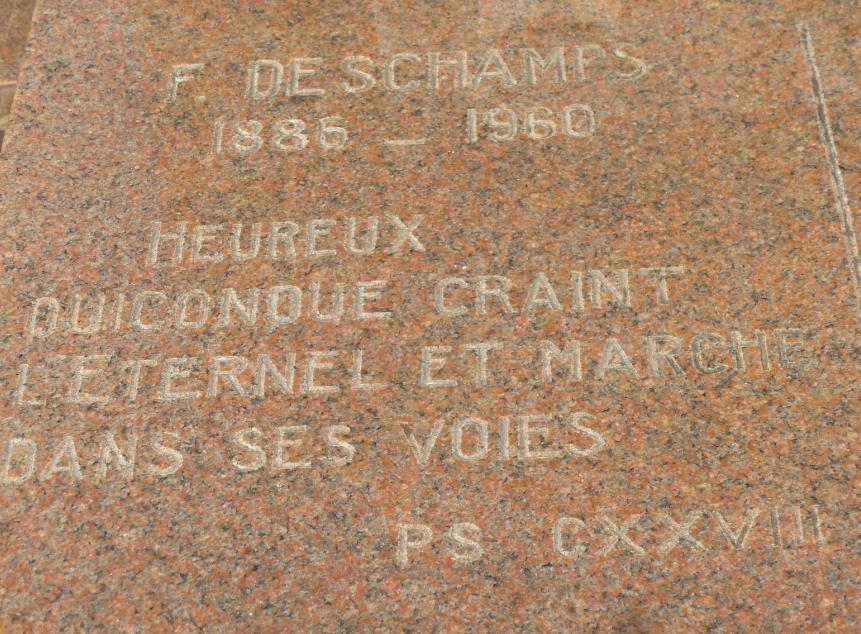 F. DESCHAMPS
1886 – 1960
HEUREUX
QUICONQUE CRAINT
L'ETERNEL ET MARCHE
DANS SES VOIES
PS CXXVIII